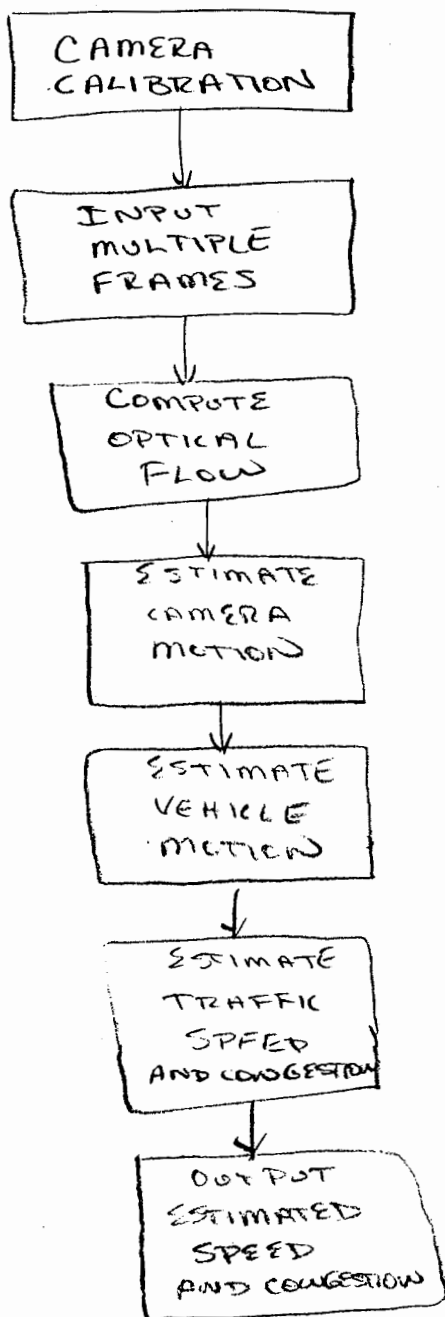 CAMERA
CALIBRATION
INPUT
MULTIPLE
FRAMES
COMPUTE
OPTICAL
FLOW
ESTIMATE
CAMERA
MOTION
ESTIMATE
VEHICLE
MOTION
ESTIMATE
TRAFFIC
SPEED
AND CONGESTION
OUTPUT
ESTIMATED
SPEED
AND CONGESTION